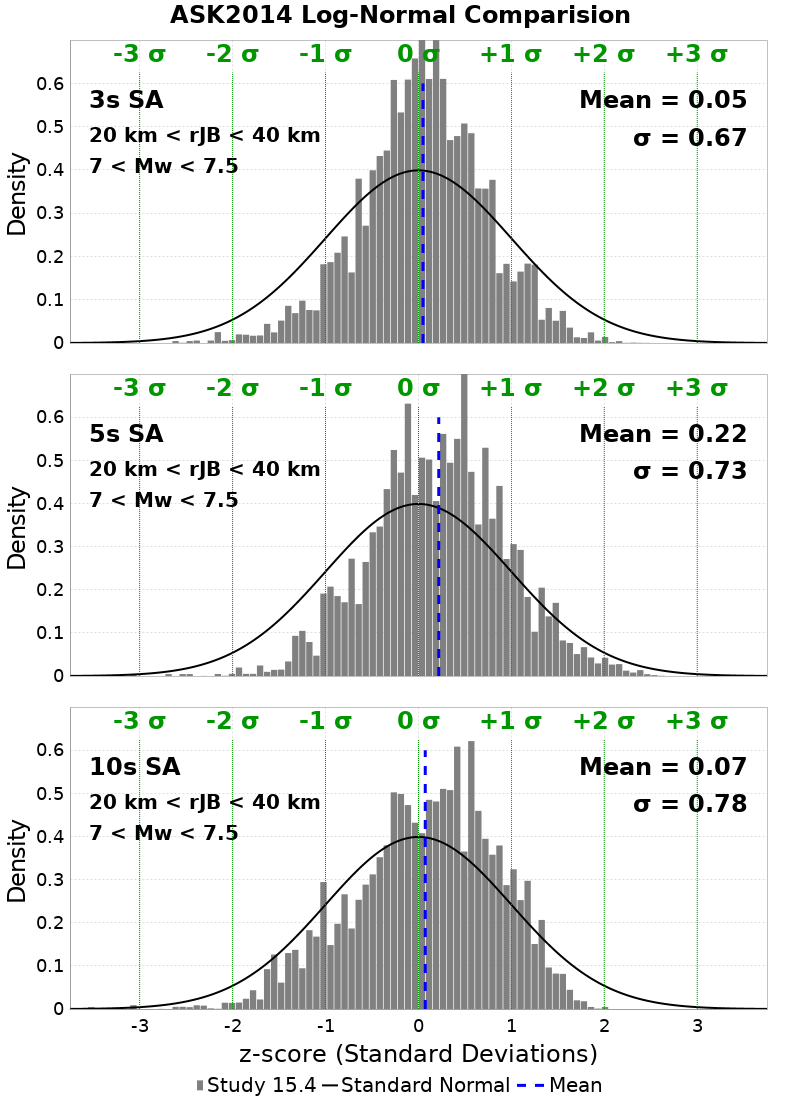 ASK2014 Log-Normal Comparision
-3 σ -2 σ -1 σ 0 σ +1 σ +2 σ +3 σ
3s SA
20 km < rJB < 40 km
7 < Mw < 7.5
Mean = 0.05
σ = 0.67
Density
0.6
0.5
0.4
0.3
0.2
0.1
0
-3 σ -2 σ -1 σ 0 σ +1 σ +2 σ +3 σ
5s SA
20 km < rJB < 40 km
7 < Mw < 7.5
Mean = 0.22
σ = 0.73
Density
0.6
0.5
0.4
0.3
0.2
0.1
0
-3 σ -2 σ -1 σ 0 σ +1 σ +2 σ +3 σ
10s SA
20 km < rJB < 40 km
7 < Mw < 7.5
Mean = 0.07
σ = 0.78
Density
0.6
0.5
0.4
0.3
0.2
0.1
0
-3 -2 -1 0 1 2 3
z-score (Standard Deviations)
Study 15.4 Standard Normal Mean